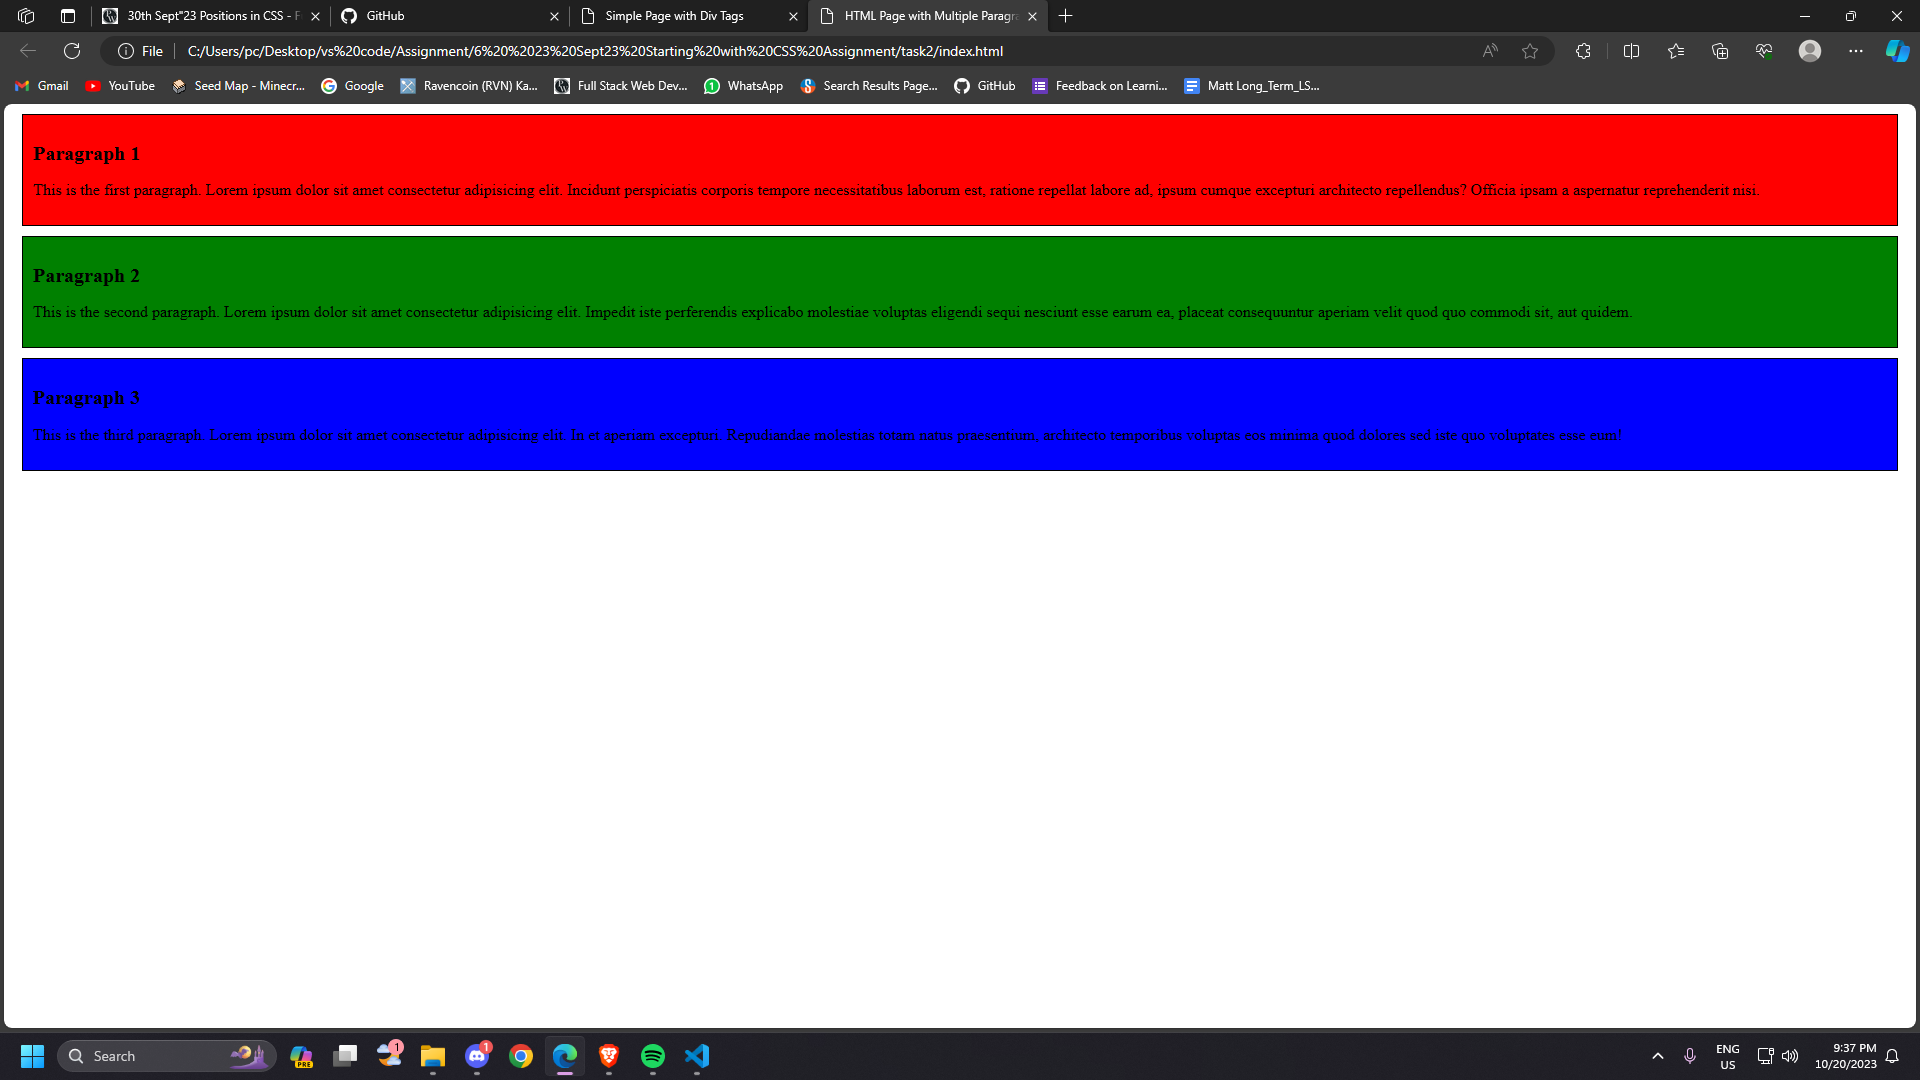 30th Sept"23 Positions in CSS - F
GitHub
Simple Page with Div Tags
HTML Page with Multiple Paragra
File
C:/Users/pc/Desktop/vs%20code/Assignment/6%20%2023%20Sept23%20Starting%20with%20CSS%20Assignment/task2/index.html
Gmail
YouTube
Seed Map - Minecr...
Google
Ravencoin (RVN) Ka...
Full Stack Web Dev...
WhatsApp
Search Results Page...
GitHub
Feedback on Learni...
Matt Long_Term_LS...
Paragraph 1
This is the first paragraph. Lorem ipsum dolor sit amet consectetur adipisicing elit. Incidunt perspiciatis corporis tempore necessitatibus laborum est, ratione repellat labore ad, ipsum cumque excepturi architecto repellendus? Officia ipsam a aspernatur reprehenderit nisi.
Paragraph 2
This is the second paragraph. Lorem ipsum dolor sit amet consectetur adipisicing elit. Impedit iste perferendis explicabo molestiae voluptas eligendi sequi nesciunt esse earum ea, placeat consequuntur aperiam velit quod quo commodi sit, aut quidem.
Paragraph 3
This is the third paragraph. Lorem ipsum dolor sit amet consectetur adipisicing elit. In et aperiam excepturi. Repudiandae molestias totam natus praesentium, architecto temporibus voluptas eos minima quod dolores sed iste quo voluptates esse cum!
Search
PRE
1
1
ENG
US
9:37 PM
10/20/2023